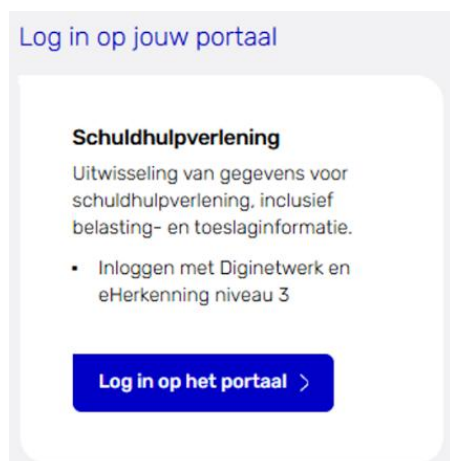 Log in op jouw portaal
Schuldhulpverlening
Uitwisseling van gegevens voor
schuldhulpverlening, inclusief
belasting- en toeslaginformatie.
▪ Inloggen met Diginetwerk en
eHerkenning niveau 3
Log in op het portaal >